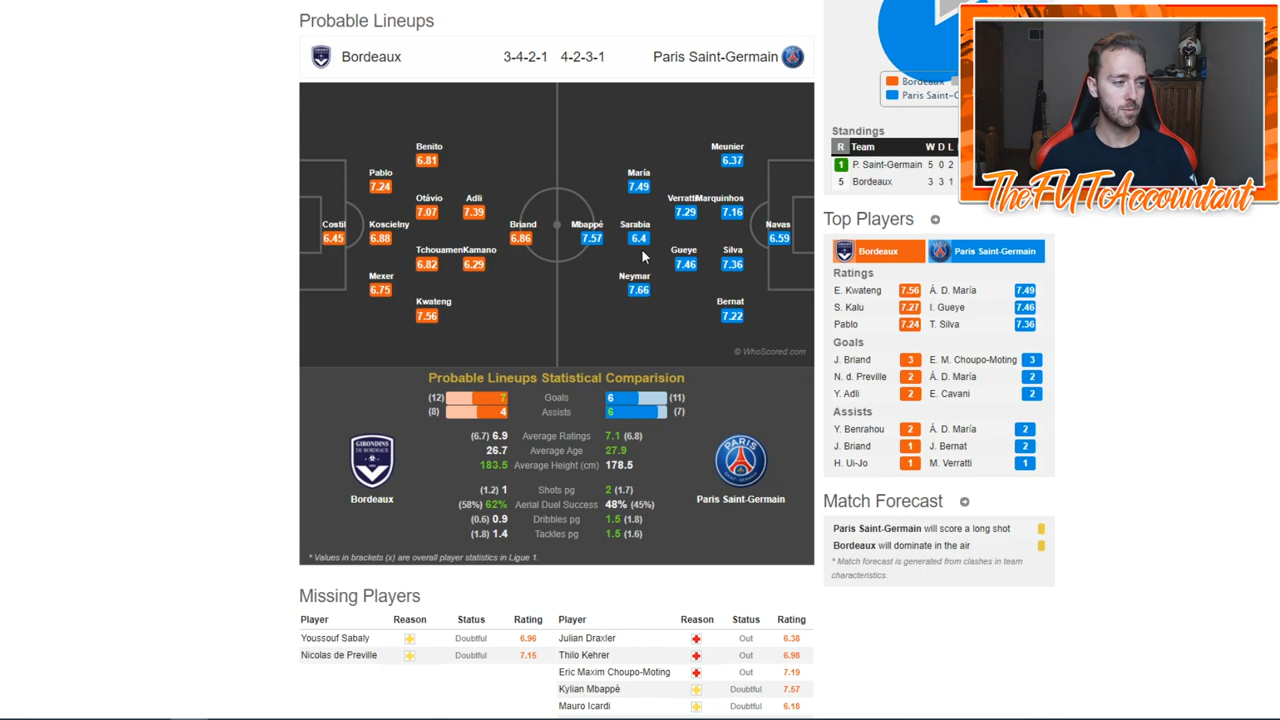 Probable Lineups
Bordeaux 3-4-2-1 4-2-3-1 Paris Saint-Germain
Benito
6.81
Meunier
6.37
Pablo
7.24
María
7.49
Otávio
7.07
Adli
7.39
Verratti
7.29
Marquinhos
7.16
Costil
6.45
Koscielny
6.88
Briand
6.86
Mbappé
7.57
Sarabia
6.4
Navas
6.59
Tchouamen
6.82
Kamano
6.29
Gueye
7.46
Silva
7.36
Mexer
6.75
Neymar
7.66
Kwateng
7.56
Bernat
7.22
© WhoScored.com
Probable Lineups Statistical Comparison
(12) 7 Goals 6 (11)
(8) 4 Assists 6 (7)
(6.7) 6.9 Average Ratings 7.1 (6.8)
26.7 Average Age 27.9
183.5 Average Height (cm) 178.5
(1.2) 1 Shots pg 2 (1.7)
(58%) 62% Aerial Duel Success 48% (45%)
(0.6) 0.9 Dribbles pg 1.5 (1.8)
(1.8) 1.4 Tackles pg 1.5 (1.6)
GIRONDINS
DE BORDEAUX
Bordeaux
PARIS
Paris Saint-Germain
* Values in brackets (x) are overall player statistics in Ligue 1.
Missing Players
Player Reason Status Rating Player Reason Status Rating
Youssouf Sabaly Doubtful 6.96 Julian Draxler Out 6.38
Nicolas de Preville Doubtful 7.15 Thilo Kehrer Out 6.98
Eric Maxim Choupo-Moting Out 7.19
Kylian Mbappé Doubtful 7.57
Mauro Icardi Doubtful 6.18
Bordeaux
Paris Saint-G
Standings
R Team W D L
1 P. Saint-Germain 5 0 2
5 Bordeaux 3 3 1
TheFUTAccountant
Top Players
Bordeaux Paris Saint-Germain
Ratings
E. Kwateng 7.56 Á. D. María 7.49
S. Kalu 7.27 I. Gueye 7.46
Pablo 7.24 T. Silva 7.36
Goals
J. Briand 3 E. M. Choupo-Moting 3
N. d. Preville 2 Á. D. María 2
Y. Adli 2 E. Cavani 2
Assists
Y. Benrahou 2 Á. D. María 2
J. Briand 1 J. Bernat 2
H. Ui-Jo 1 M. Verratti 1
Match Forecast
Paris Saint-Germain will score a long shot
Bordeaux will dominate in the air
* Match forecast is generated from clashes in team
characteristics.